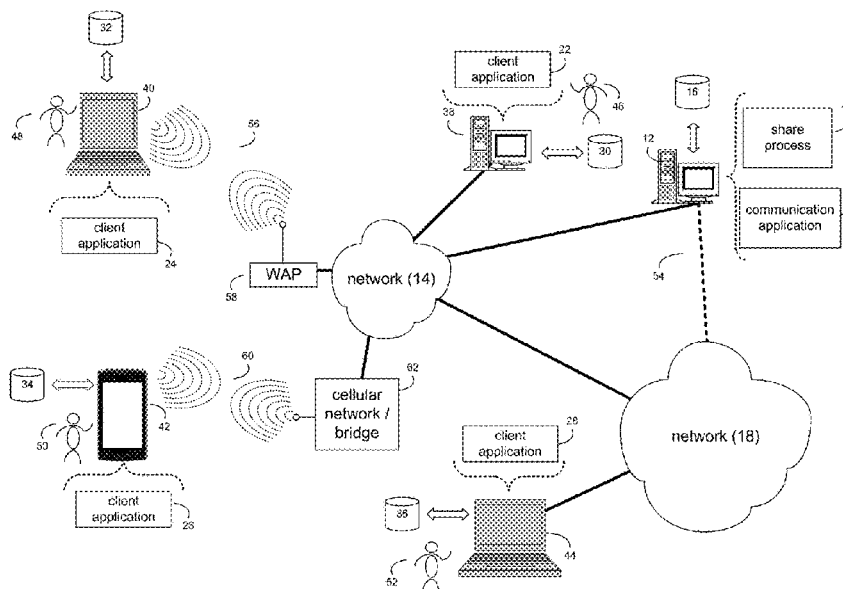 32
40
48
56
client
application
24
client
application
22
46
38
30
16
12
share
process
communication
application
54
WAP
58
network (14)
34
42
50
60
62
cellular
network /
bridge
client
application
26
client
application
28
36
44
52
network (18)